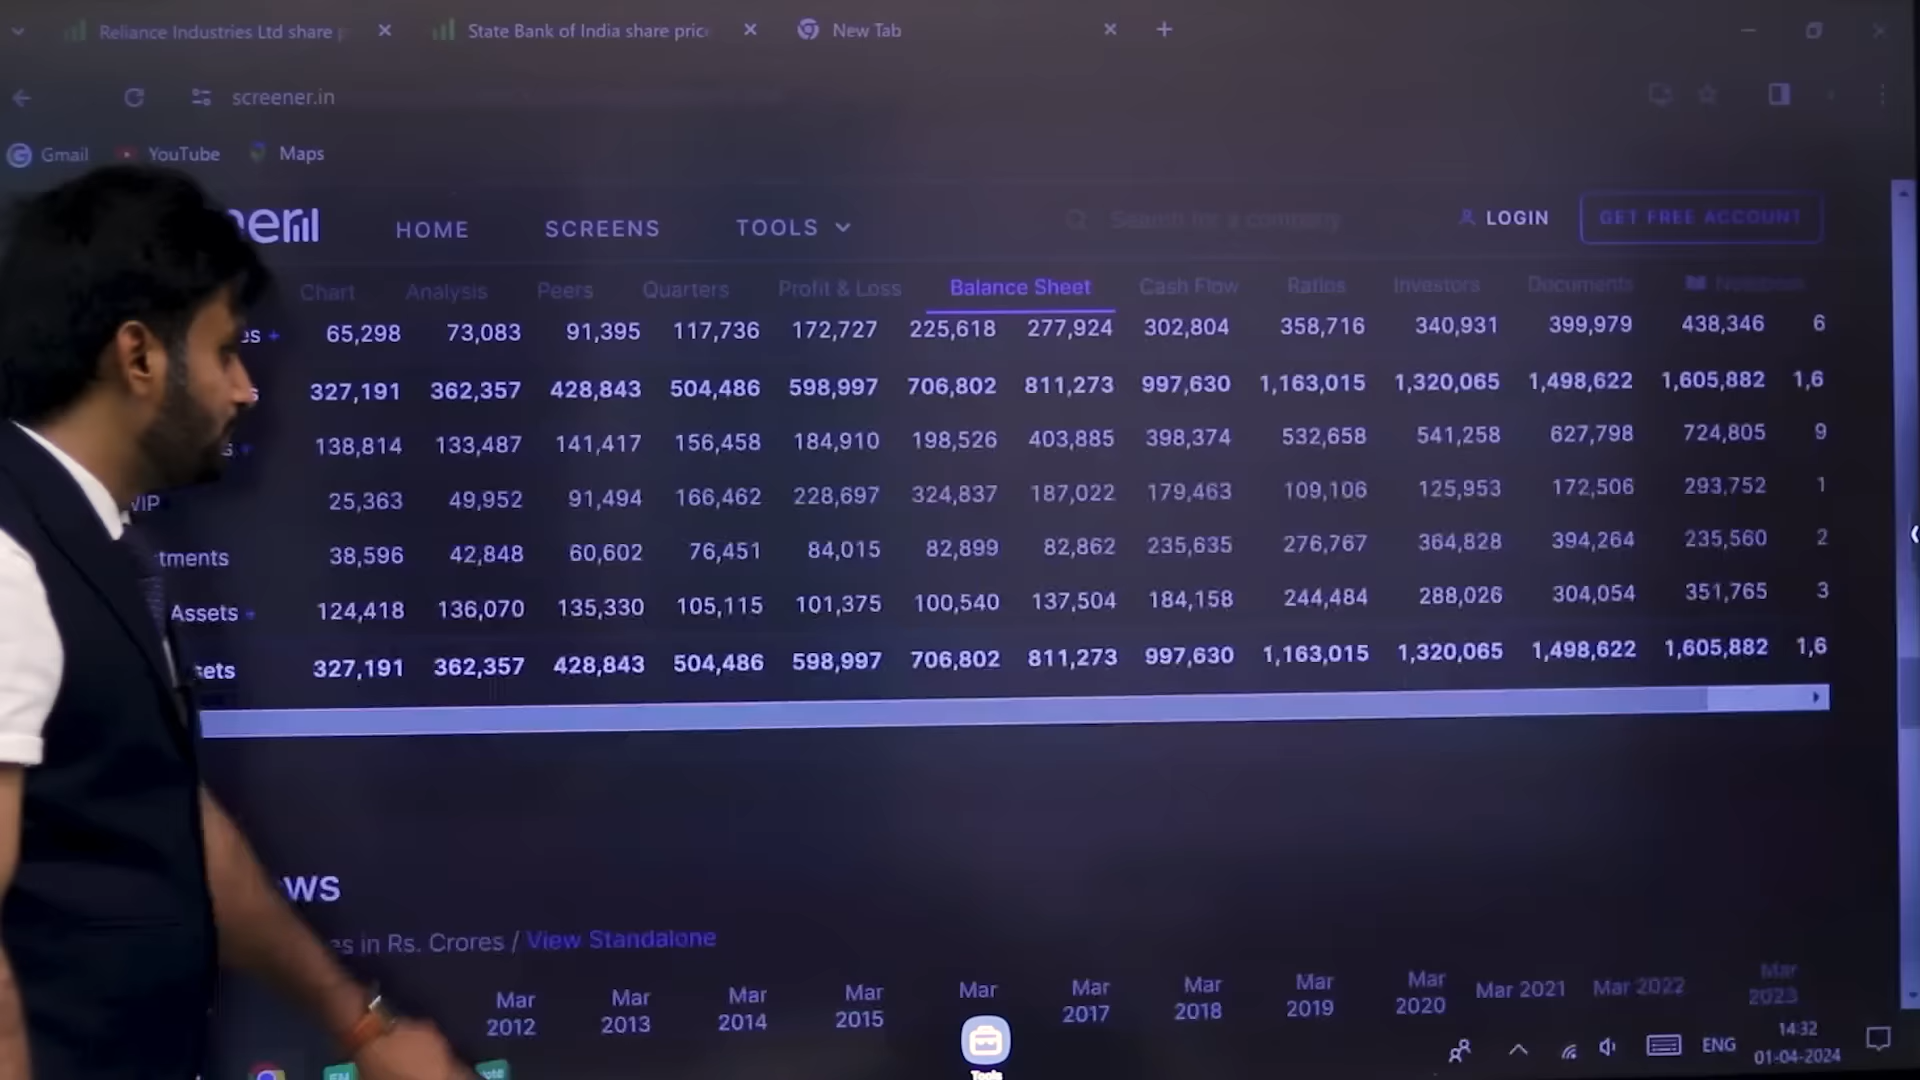 Reliance Industries Ltd share State Bank of India share pric New Tab
screener.in
Gmail YouTube Maps
HOME SCREENS TOOLS Search for a company LOGIN GET FREE ACCOUNT
Chart Analysis Peers Quarters Profit & Loss Balance Sheet Cash Flow Ratios Investors Documents
es + 65,298 73,083 91,395 117,736 172,727 225,618 277,924 302,804 358,716 340,931 399,979 438,346 6
s 327,191 362,357 428,843 504,486 598,997 706,802 811,273 997,630 1,163,015 1,320,065 1,498,622 1,605,882 1,6
s + 138,814 133,487 141,417 156,458 184,910 198,526 403,885 398,374 532,658 541,258 627,798 724,805 9
WIP 25,363 49,952 91,494 166,462 228,697 324,837 187,022 179,463 109,106 125,953 172,506 293,752 1
tments 38,596 42,848 60,602 76,451 84,015 82,899 82,862 235,635 276,767 364,828 394,264 235,560 2
Assets + 124,418 136,070 135,330 105,115 101,375 100,540 137,504 184,158 244,484 288,026 304,054 351,765 3
sets 327,191 362,357 428,843 504,486 598,997 706,802 811,273 997,630 1,163,015 1,320,065 1,498,622 1,605,882 1,6
ws
es in Rs. Crores / View Standalone
Mar 2012 Mar 2013 Mar 2014 Mar 2015 Mar Mar 2017 Mar 2018 Mar 2019 Mar 2020 Mar 2021 Mar 2022 Mar 2023
Tools
ENG 14:32
01-04-2024